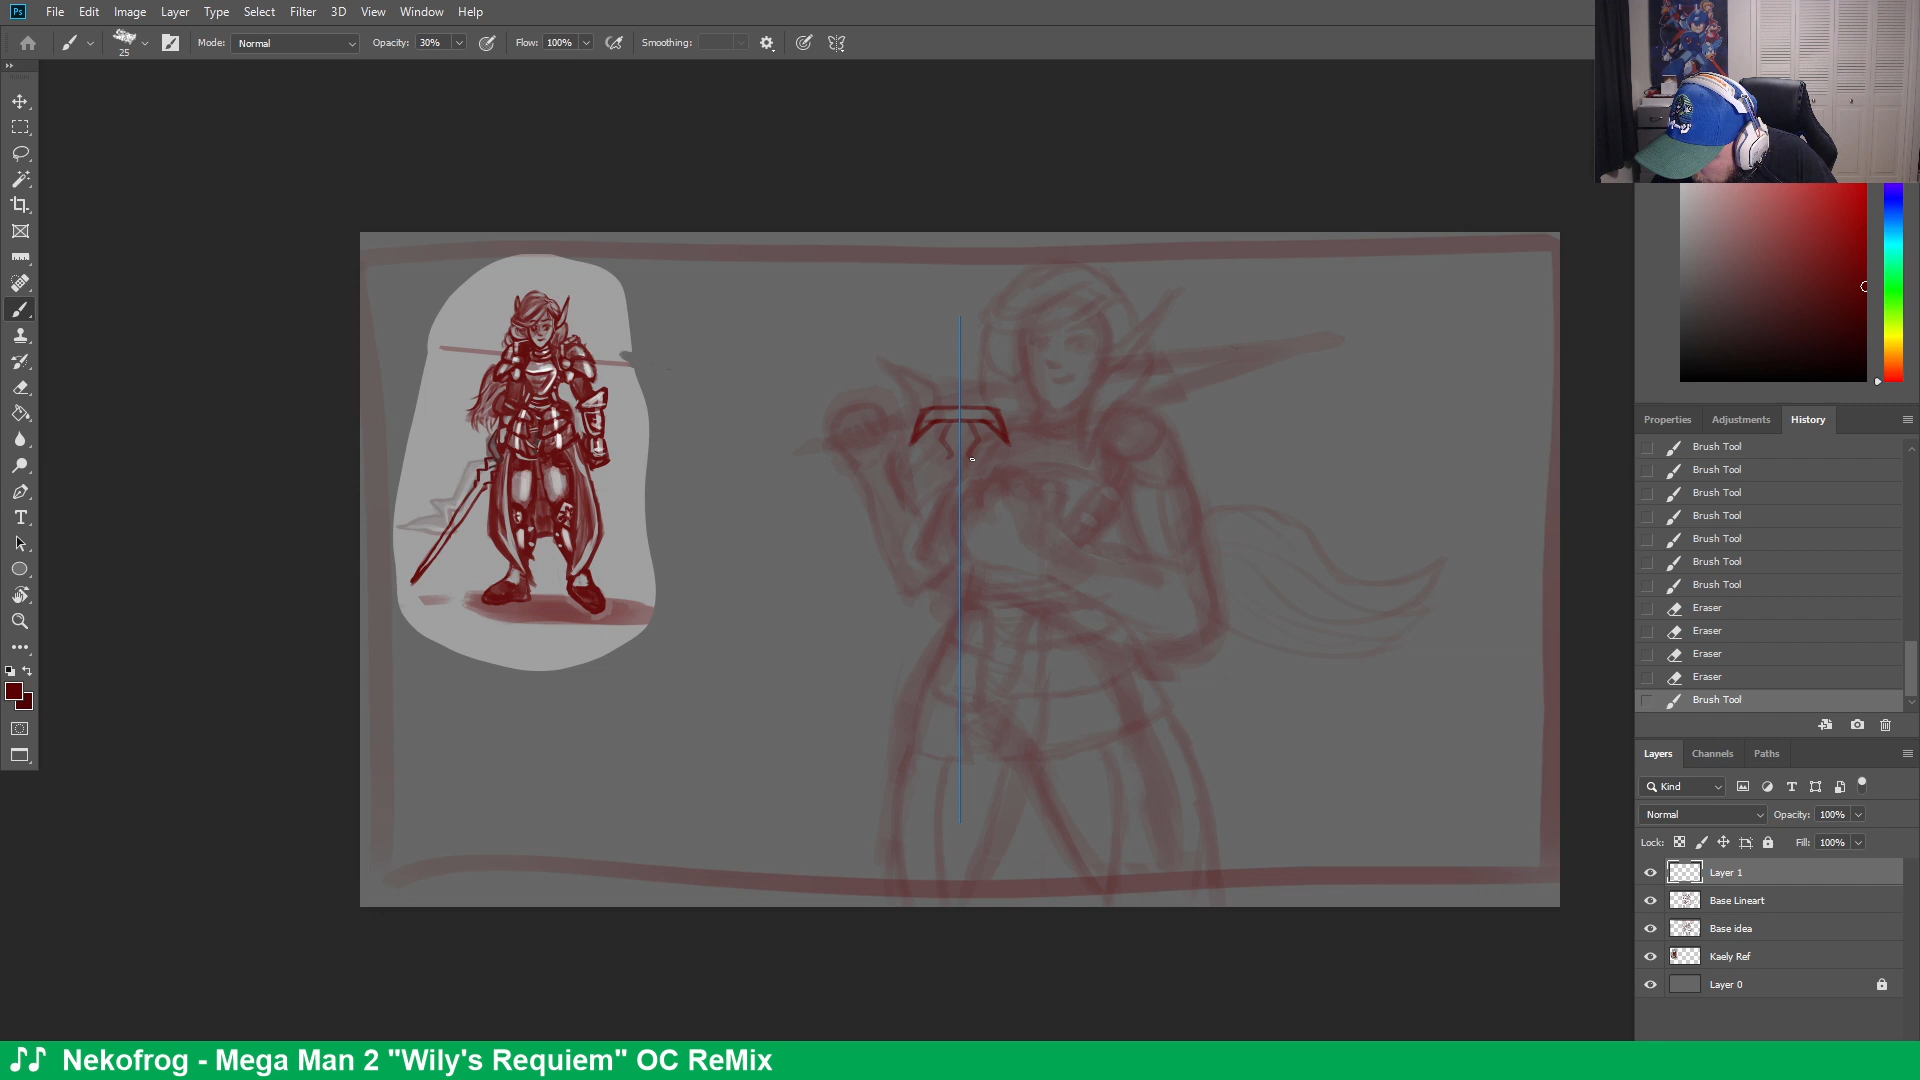 Ps File Edit Image Layer Type Select Filter 3D View Window Help
25 Mode: Normal Opacity: 30% Flow: 100% Smoothing:
Properties Adjustments History
Brush Tool
Brush Tool
Brush Tool
Brush Tool
Brush Tool
Brush Tool
Brush Tool
Eraser
Eraser
Eraser
Eraser
Brush Tool
Layers Channels Paths
Kind
Normal Opacity: 100%
Lock: Fill: 100%
Layer 1
Base Lineart
Base idea
Kaely Ref
Layer 0
Nekofrog - Mega Man 2 "Wily's Requiem" OC ReMix